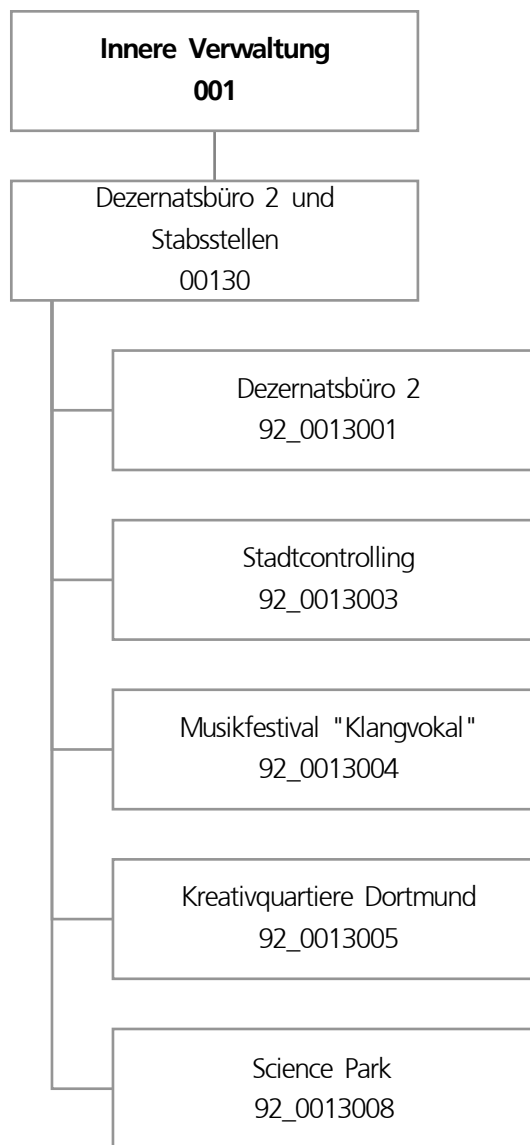 Innere Verwaltung
001
Dezernatsbüro 2 und
Stabsstellen
00130
Dezernatsbüro 2
92_0013001
Stadtcontrolling
92_0013003
Musikfestival "Klangvokal"
92_0013004
Kreativquartiere Dortmund
92_0013005
Science Park
92_0013008